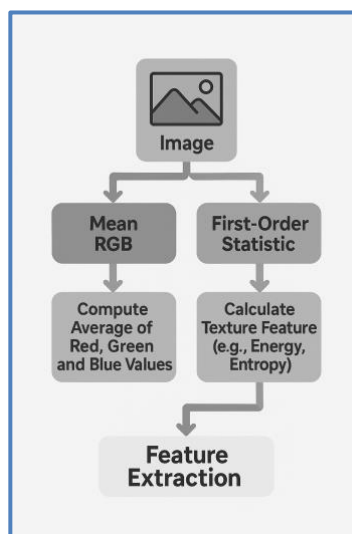 Image
Mean
RGB
First-Order
Statistic
Compute
Average of
Red, Green
and Blue Values
Calculate
Texture Feature
(e.g., Energy,
Entropy)
Feature
Extraction